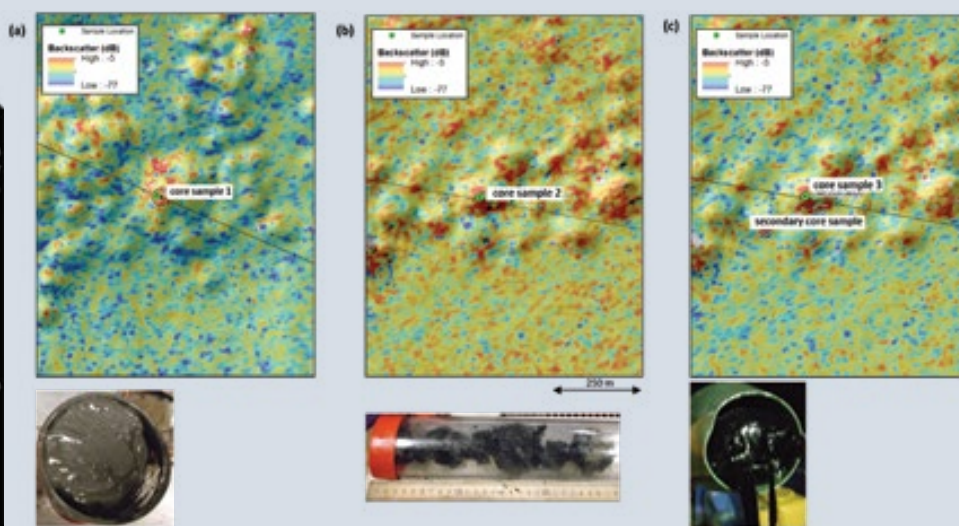 (a)
Sample Location
Backscatter (dB)
High : -5
Low : -77
core sample 1
(b)
Sample Location
Backscatter (dB)
High : -5
Low : -77
core sample 2
250 m
(c)
Sample Location
Backscatter (dB)
High : -5
Low : -77
core sample 3
secondary core sample